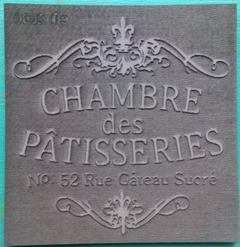 CHAMBRE
des
PÂTISSERIES
No. 52 Rue Gâteau Sucré